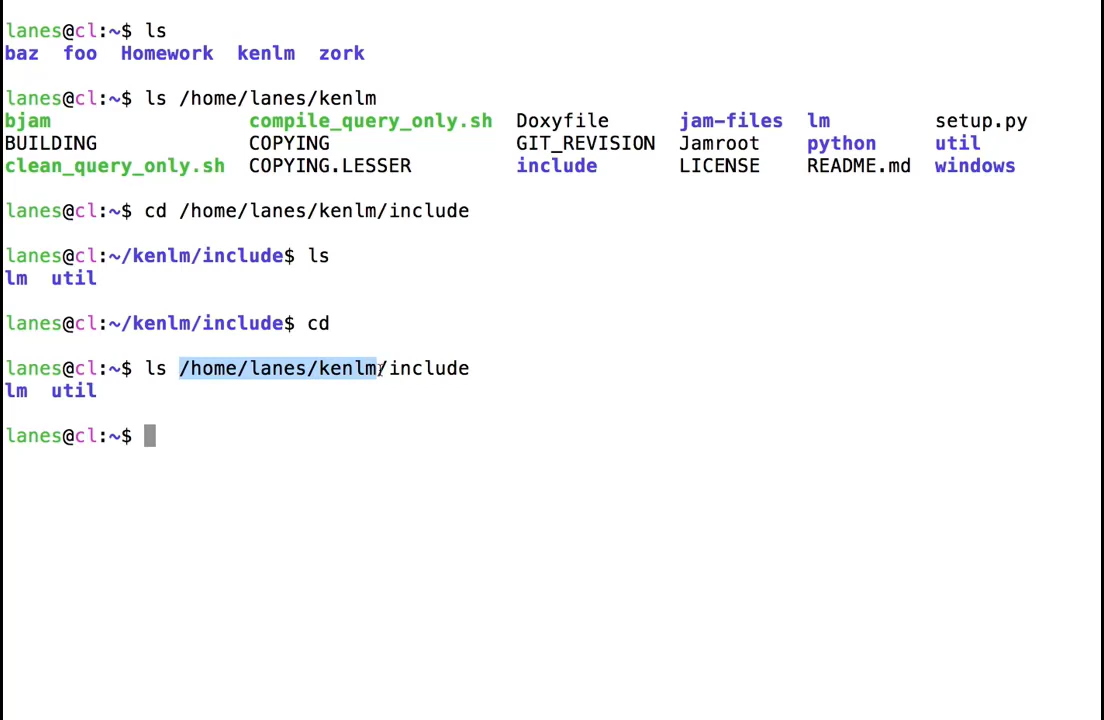 lanes@cl:~$ ls
baz foo Homework kenlm zork
lanes@cl:~$ ls /home/lanes/kenlm
bjam compile_query_only.sh Doxyfile jam-files lm setup.py
BUILDING COPYING GIT_REVISION Jamroot python util
clean_query_only.sh COPYING.LESSER include LICENSE README.md windows
lanes@cl:~$ cd /home/lanes/kenlm/include
lanes@cl:~/kenlm/include$ ls
lm util
lanes@cl:~/kenlm/include$ cd
lanes@cl:~$ ls /home/lanes/kenlm/include
lm util
lanes@cl:~$